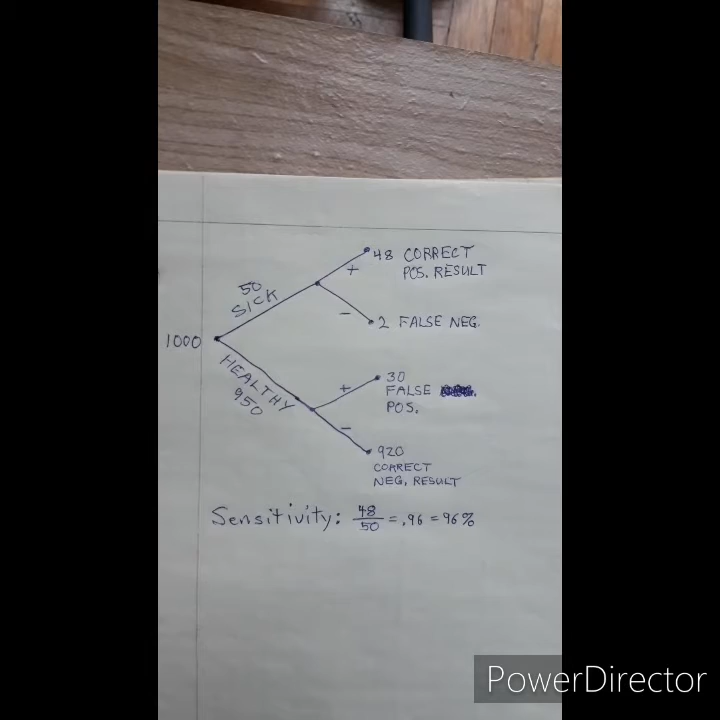 48 CORRECT
POS. RESULT
50
SICK
+
−
2 FALSE NEG.
1000
HEALTHY
950
+
30
FALSE
POS.
−
920
CORRECT
NEG, RESULT
Sensitivity: 48/50 = .96 = 96%
PowerDirector